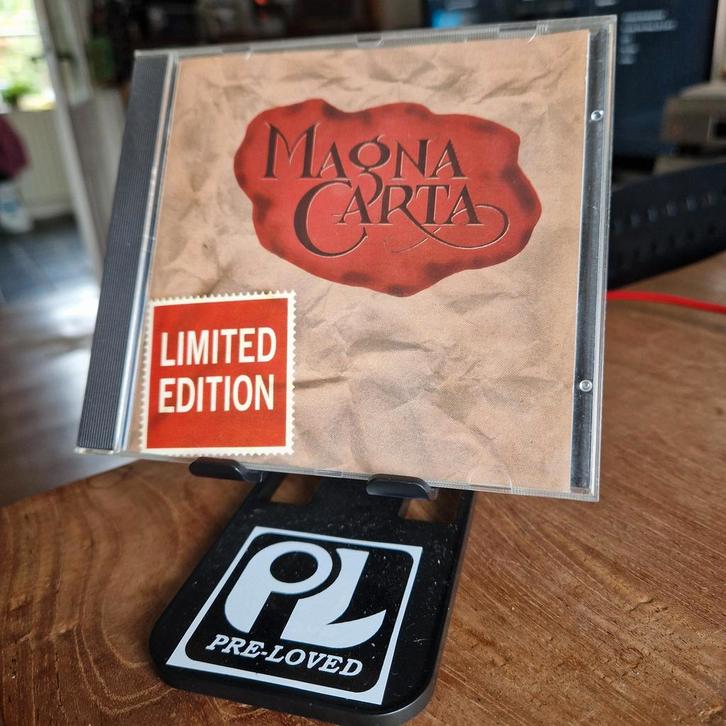 MAGNA
CARTA
LIMITED
EDITION
PL
PRE-LOVED